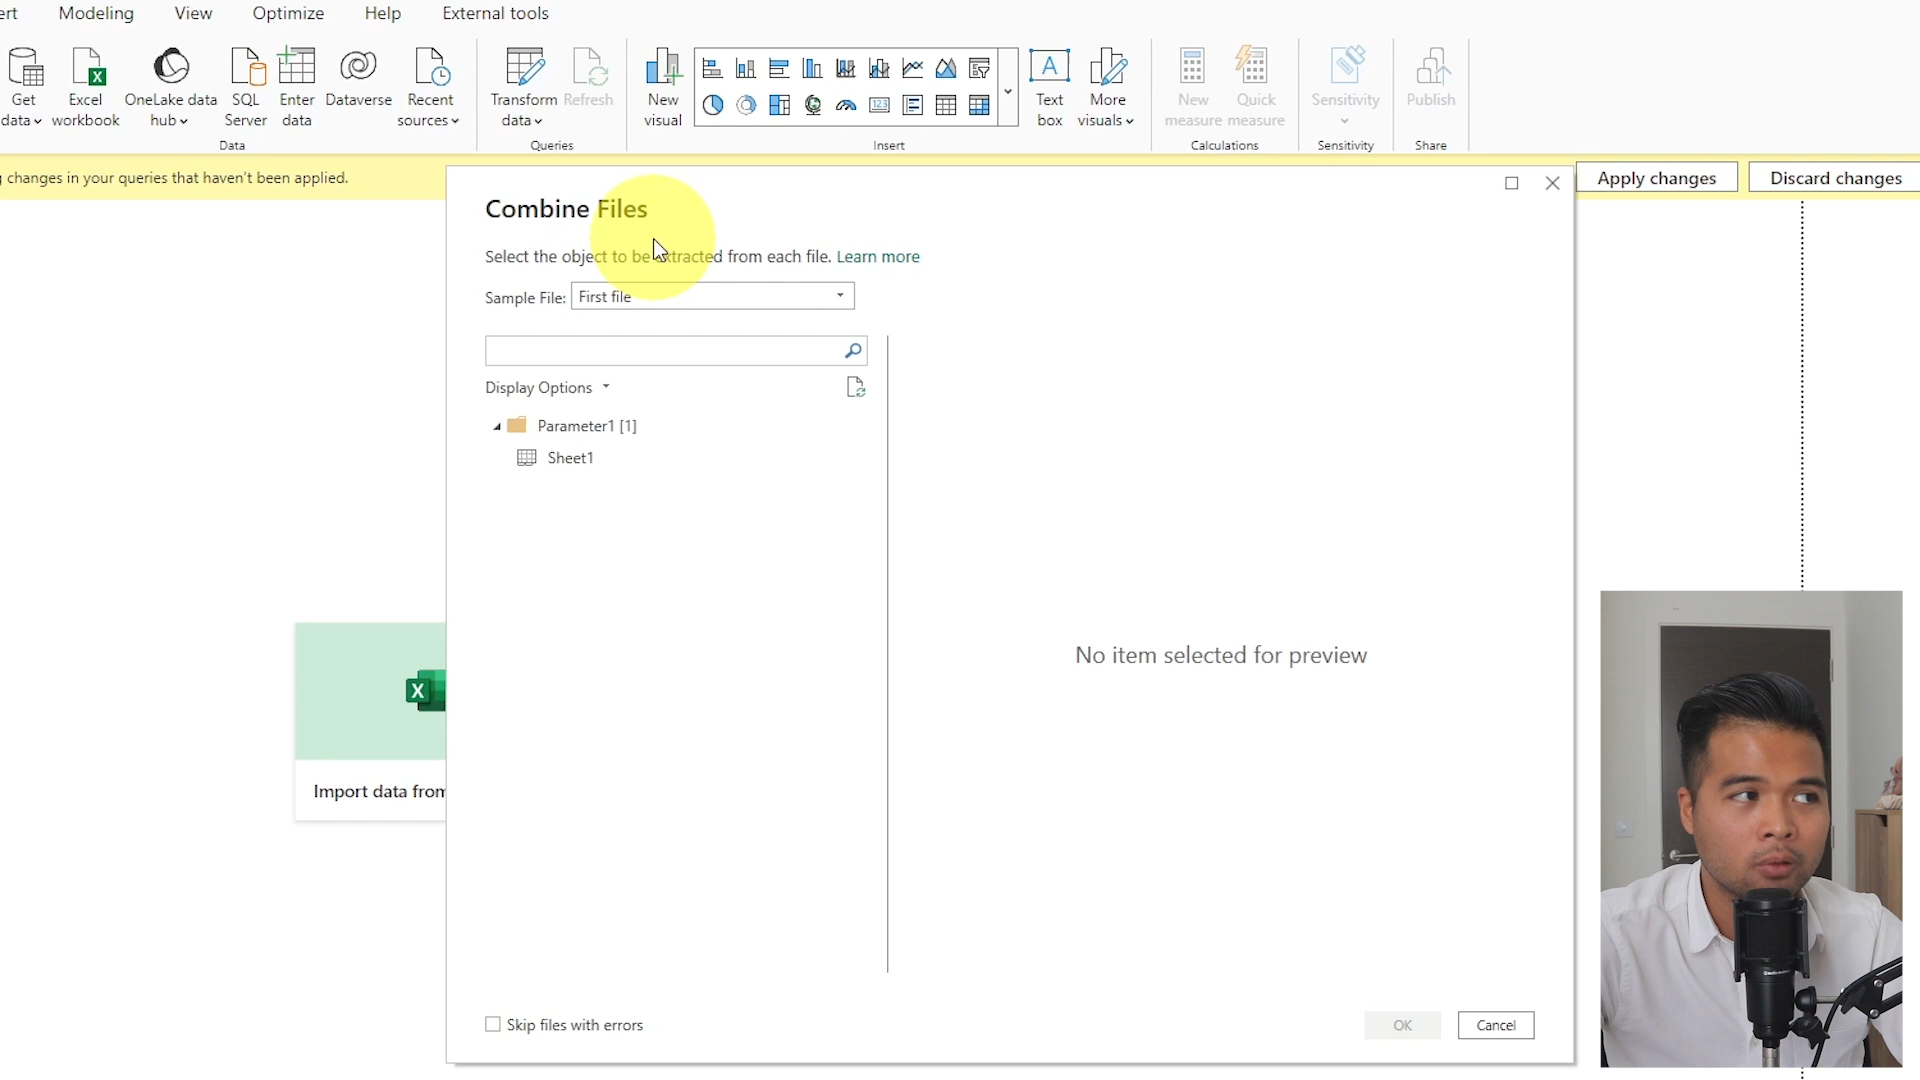 ert Modeling View Optimize Help External tools
Get data
Excel workbook
OneLake data hub
SQL Server
Enter data
Dataverse
Recent sources
Transform data
Refresh
New visual
123
A
Text box
More visuals
New measure
Quick measure
Sensitivity
Publish
Data
Queries
Insert
Calculations
Sensitivity
Share
g changes in your queries that haven't been applied.
Apply changes
Discard changes
Combine Files
Select the object to be extracted from each file. Learn more
Sample File: First file
Display Options
Parameter1 [1]
Sheet1
No item selected for preview
X
Import data from
Skip files with errors
OK
Cancel